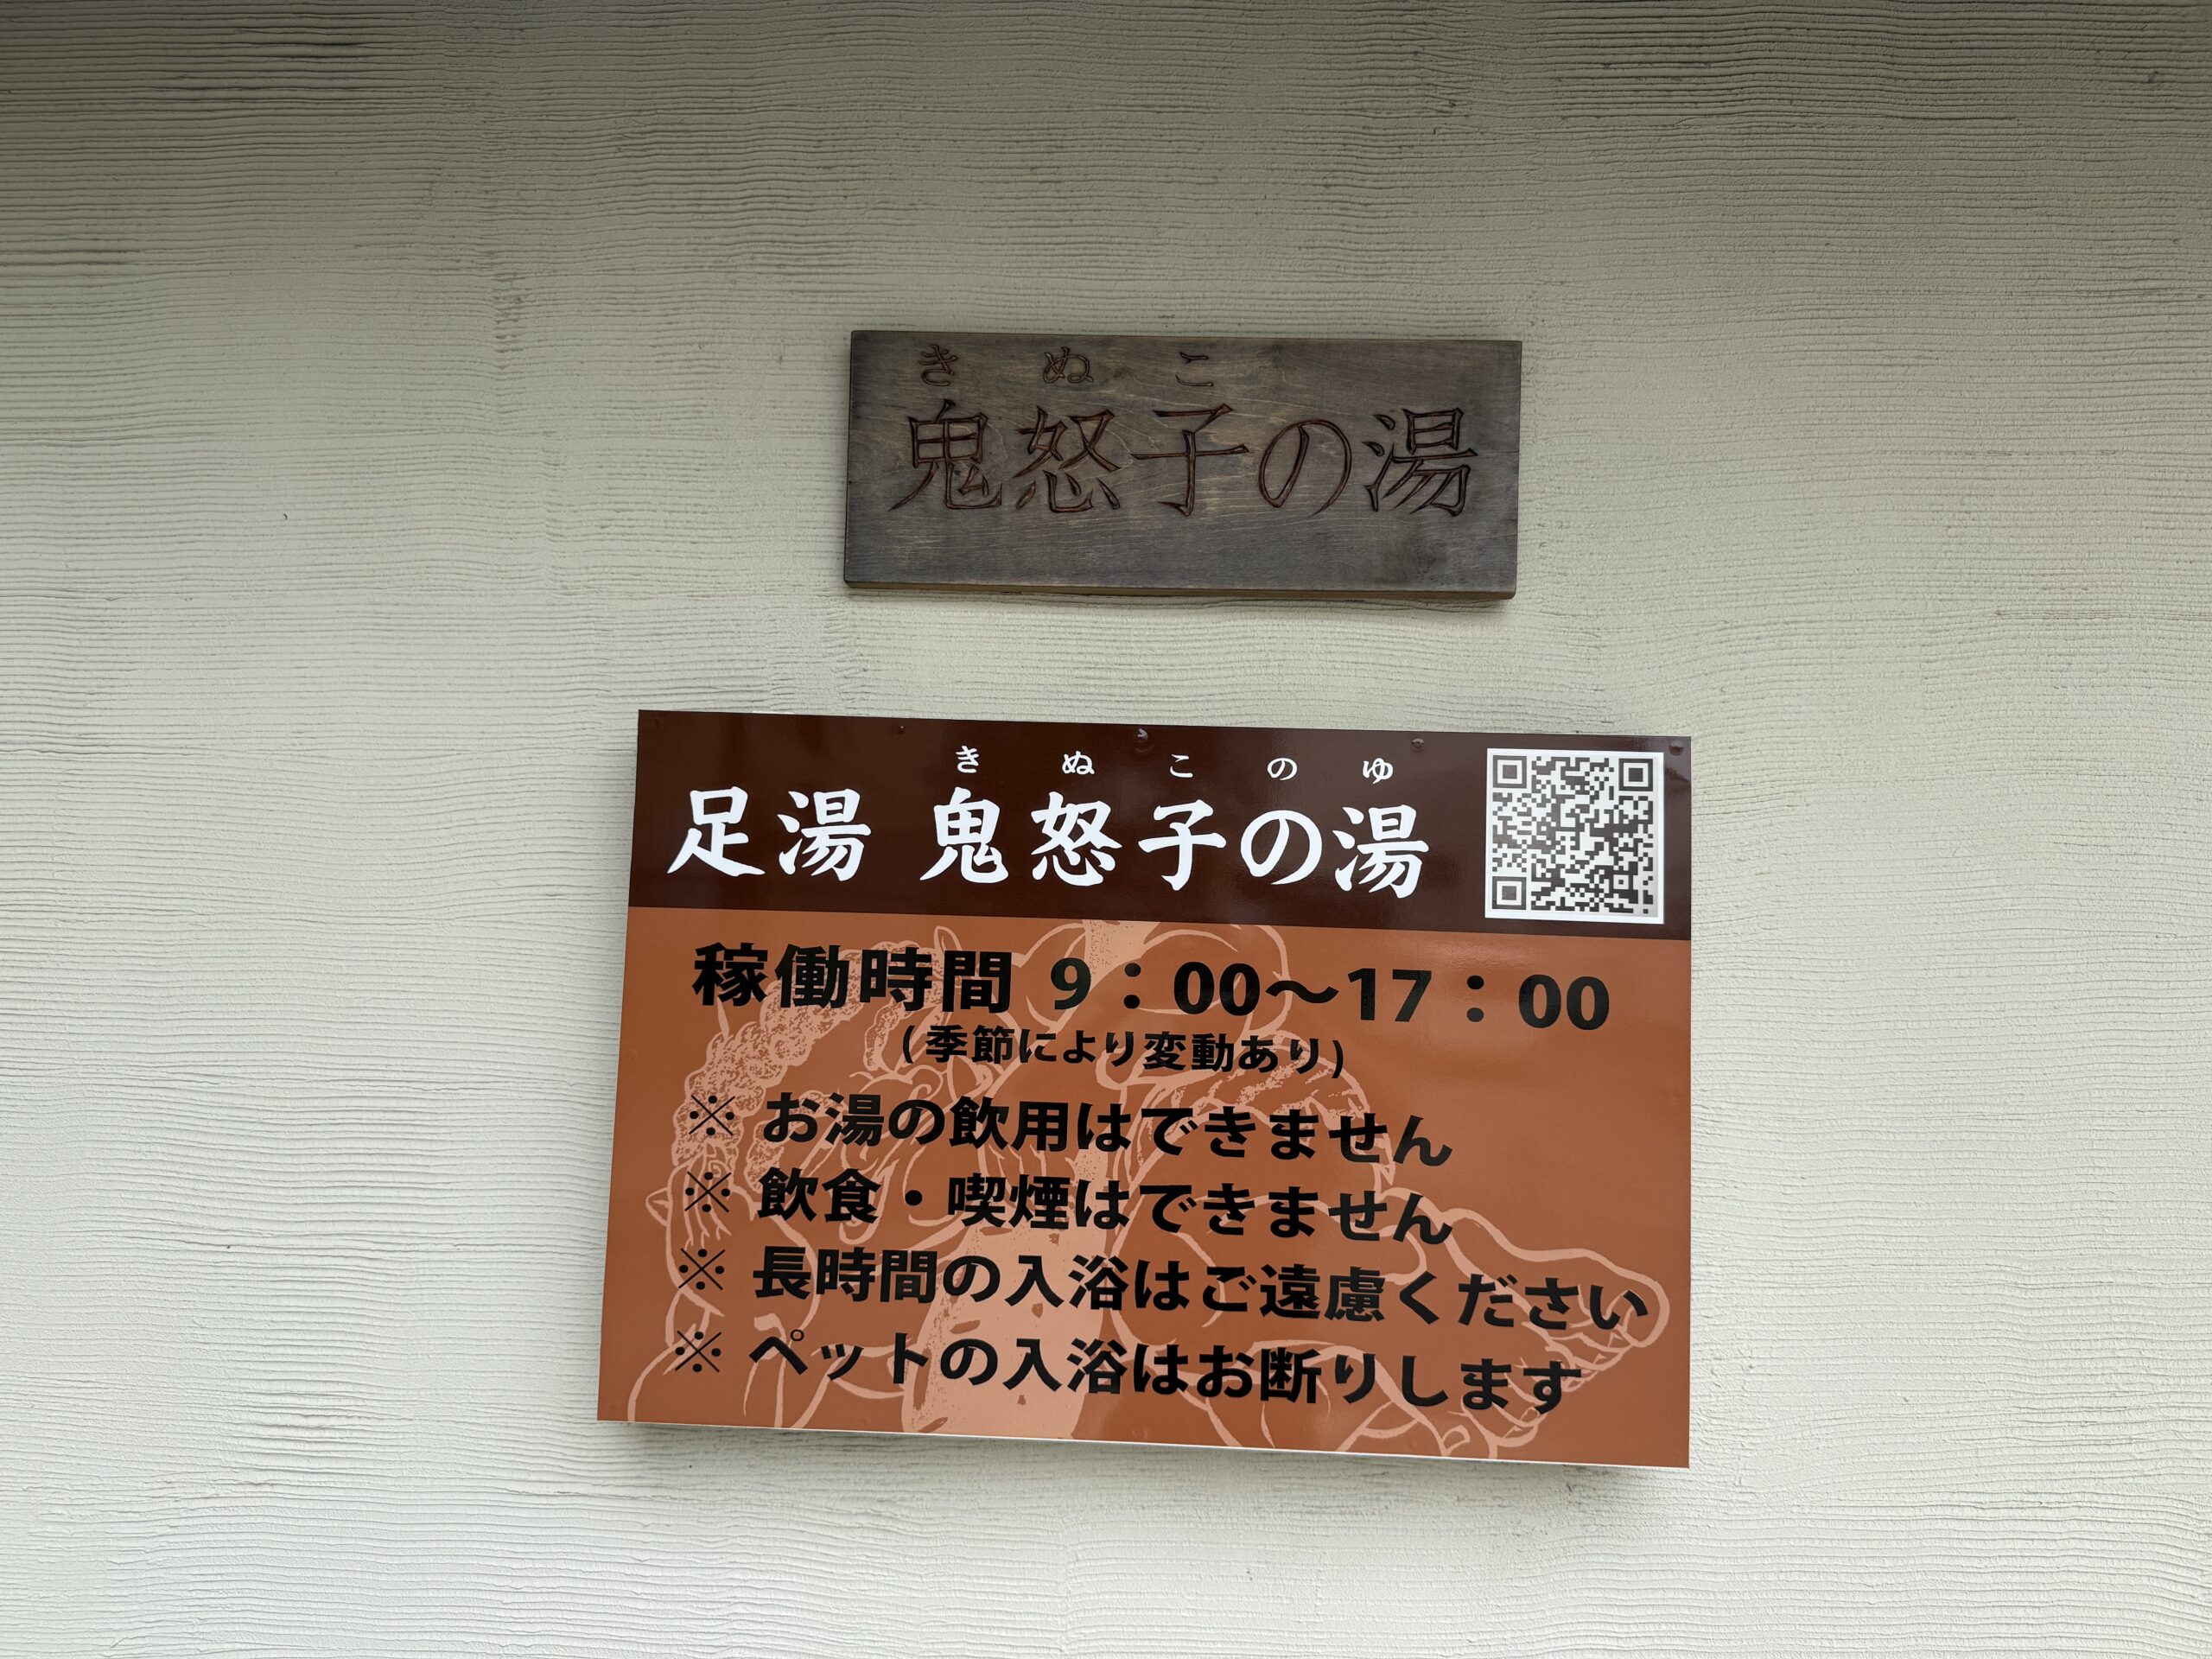 きぬこ
鬼怒子の湯
きぬこのゆ
足湯 鬼怒子の湯
稼働時間 9：00～17：00
(季節により変動あり)
※ お湯の飲用はできません
※ 飲食・喫煙はできません
※ 長時間の入浴はご遠慮ください
※ ペットの入浴はお断りします